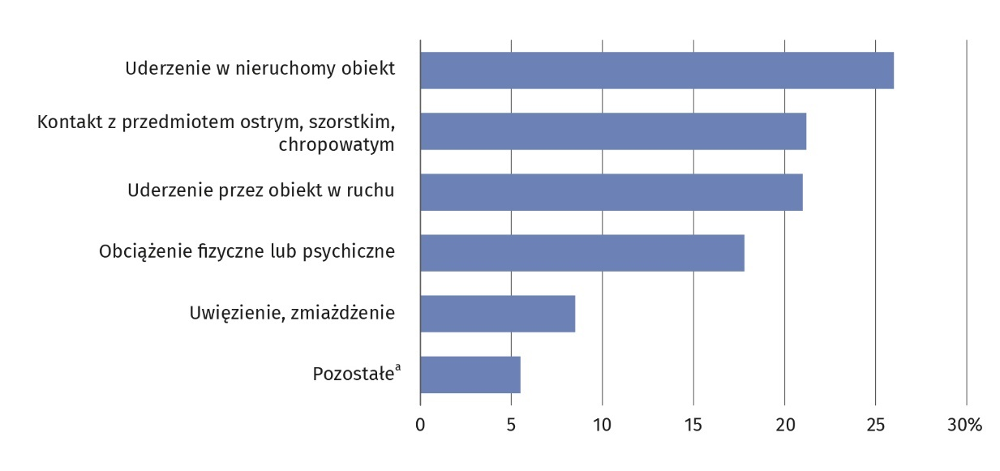 Uderzenie w nieruchomy obiekt
Kontakt z przedmiotem ostrym, szorstkim,
chropowatym
Uderzenie przez obiekt w ruchu
Obciążenie fizyczne lub psychiczne
Uwięzienie, zmiażdżenie
Pozostałeᵃ
0 5 10 15 20 25 30%